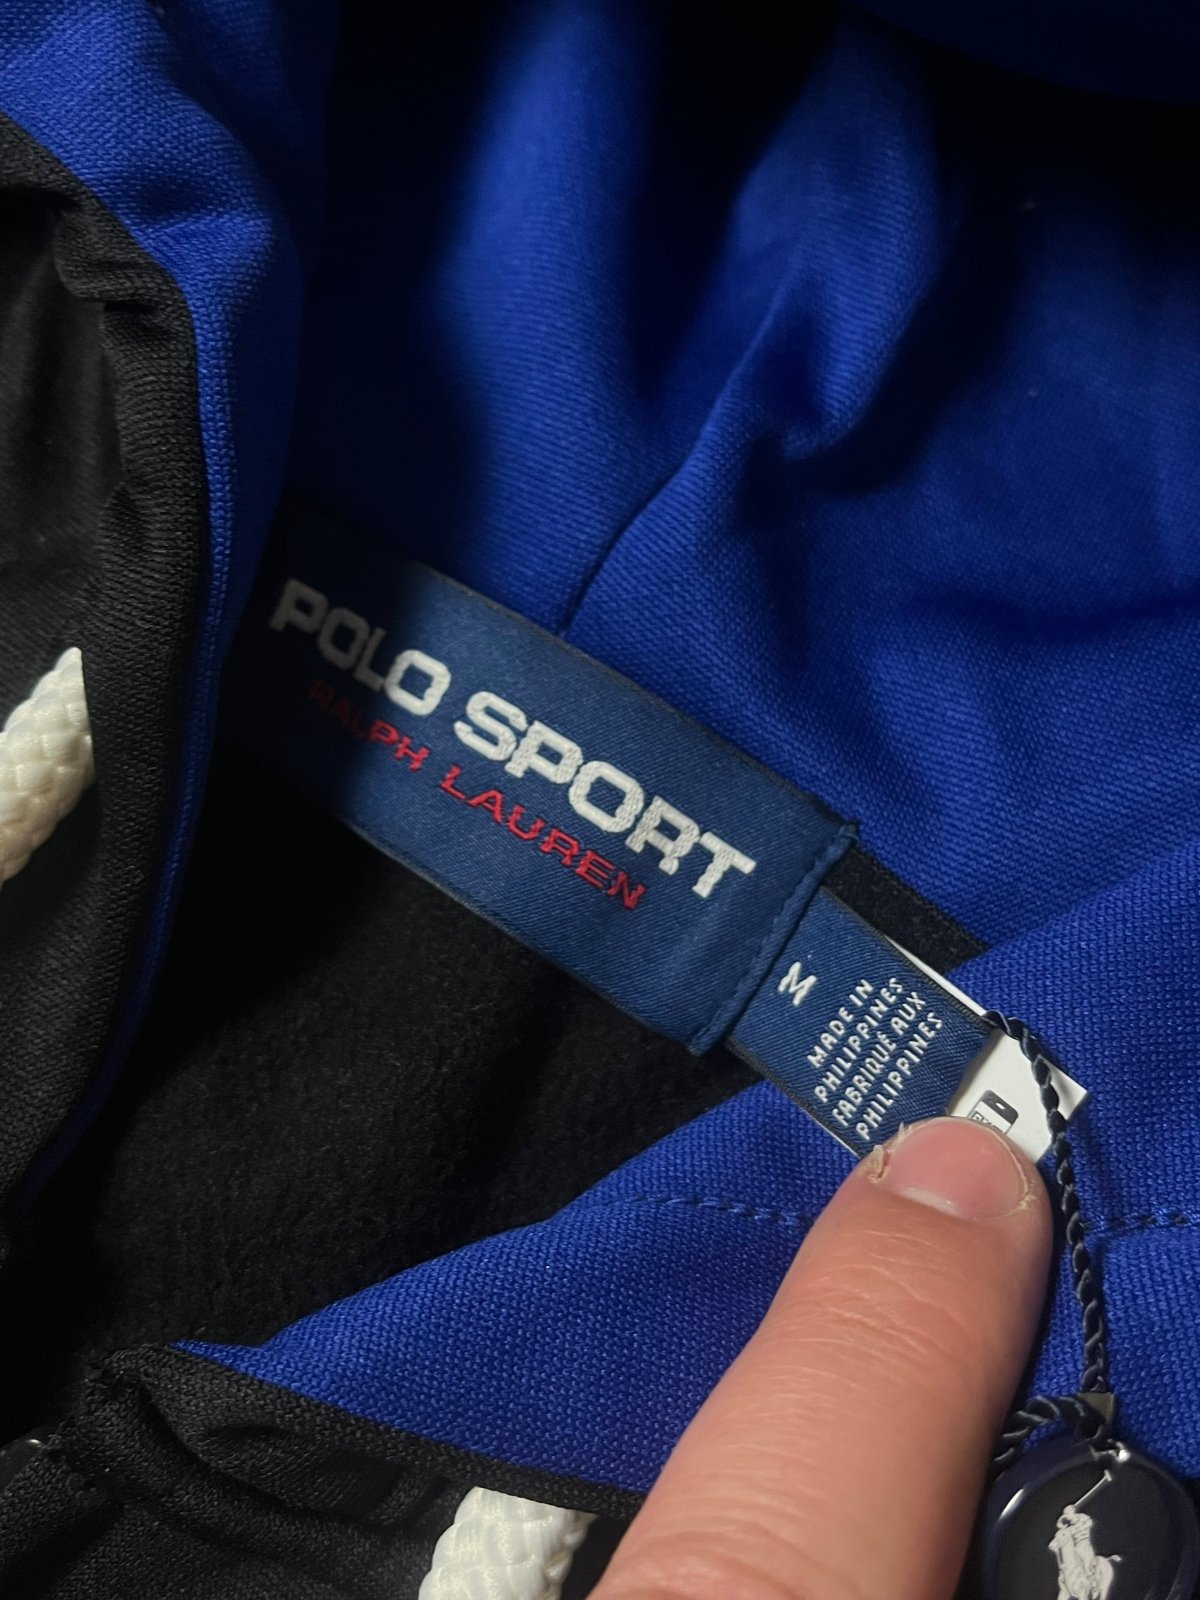 POLO SPORT
RALPH LAUREN
M
MADE IN
PHILIPPINES
FABRIQUÉ AUX
PHILIPPINES